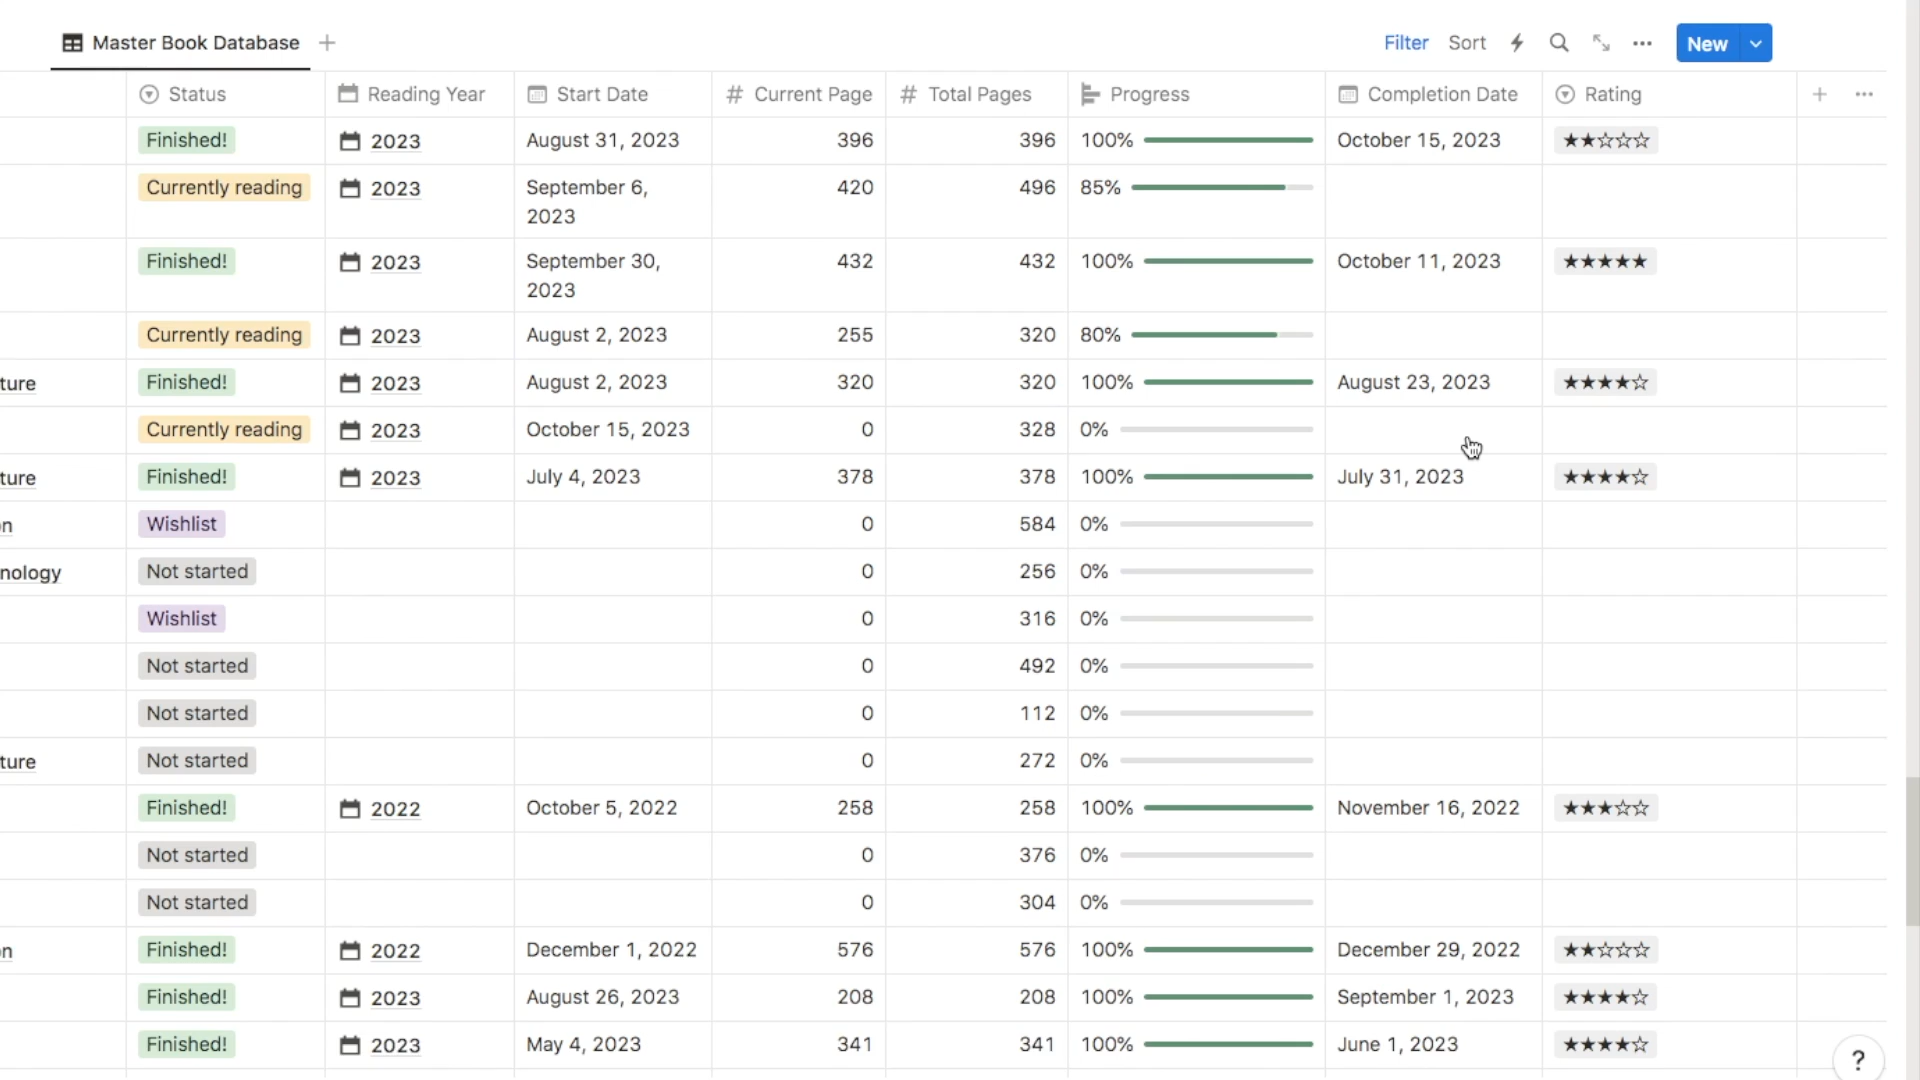 Master Book Database
Filter Sort New
Status Reading Year Start Date Current Page Total Pages Progress Completion Date Rating
Finished! 2023 August 31, 2023 396 396 100% October 15, 2023 ★★☆☆☆
Currently reading 2023 September 6, 420 496 85%
2023
Finished! 2023 September 30, 432 432 100% October 11, 2023 ★★★★★
2023
Currently reading 2023 August 2, 2023 255 320 80%
ture Finished! 2023 August 2, 2023 320 320 100% August 23, 2023 ★★★★☆
Currently reading 2023 October 15, 2023 0 328 0%
ture Finished! 2023 July 4, 2023 378 378 100% July 31, 2023 ★★★★☆
n Wishlist 0 584 0%
nology Not started 0 256 0%
Wishlist 0 316 0%
Not started 0 492 0%
Not started 0 112 0%
ture Not started 0 272 0%
Finished! 2022 October 5, 2022 258 258 100% November 16, 2022 ★★★☆☆
Not started 0 376 0%
Not started 0 304 0%
n Finished! 2022 December 1, 2022 576 576 100% December 29, 2022 ★★☆☆☆
Finished! 2023 August 26, 2023 208 208 100% September 1, 2023 ★★★★☆
Finished! 2023 May 4, 2023 341 341 100% June 1, 2023 ★★★★☆
?